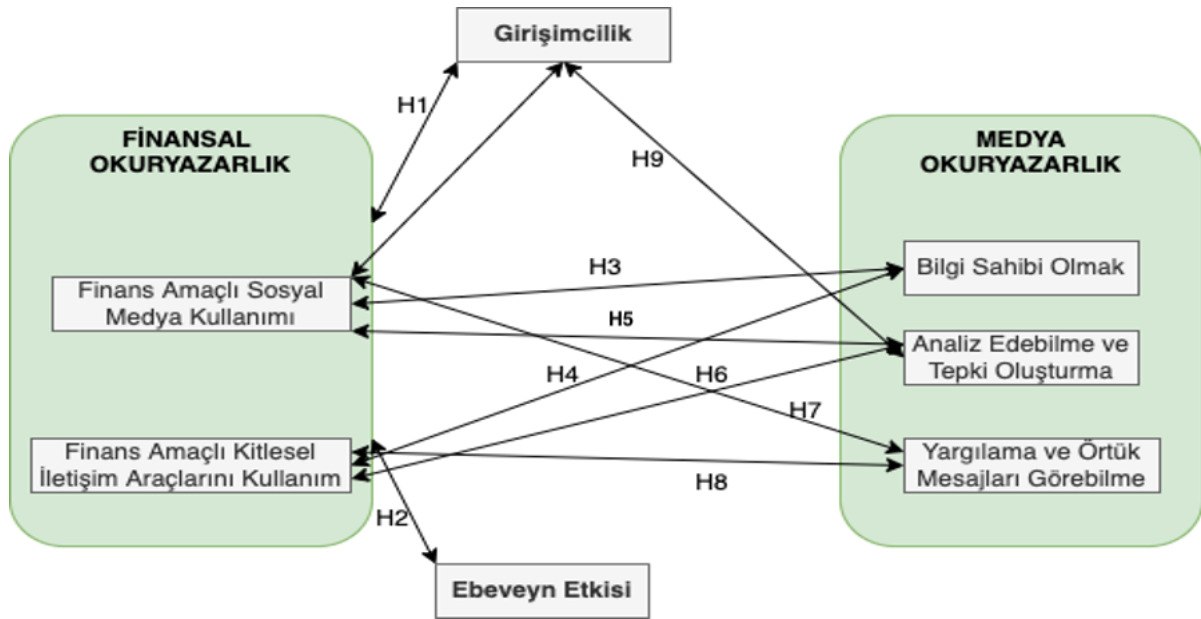 Girişimcilik
H1
FİNANSAL
OKURYAZARLIK
MEDYA
OKURYAZARLIK
H9
Finans Amaçlı Sosyal
Medya Kullanımı
H3
Bilgi Sahibi Olmak
H5
Analiz Edebilme ve
Tepki Oluşturma
H4
H6
H7
Finans Amaçlı Kitlesel
İletişim Araçlarını Kullanım
Yargılama ve Örtük
Mesajları Görebilme
H8
H2
Ebeveyn Etkisi